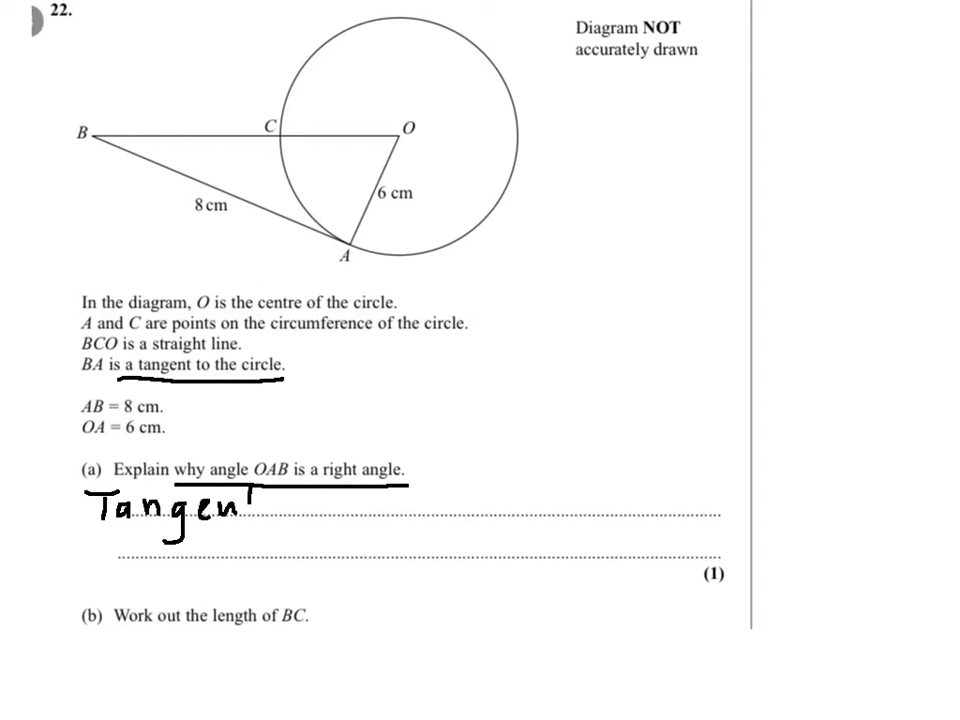 22.
Diagram NOT
accurately drawn
B
C
O
6 cm
8 cm
A
In the diagram, O is the centre of the circle.
A and C are points on the circumference of the circle.
BCO is a straight line.
BA is a tangent to the circle.
AB = 8 cm.
OA = 6 cm.
(a) Explain why angle OAB is a right angle.
Tangent
(1)
(b) Work out the length of BC.